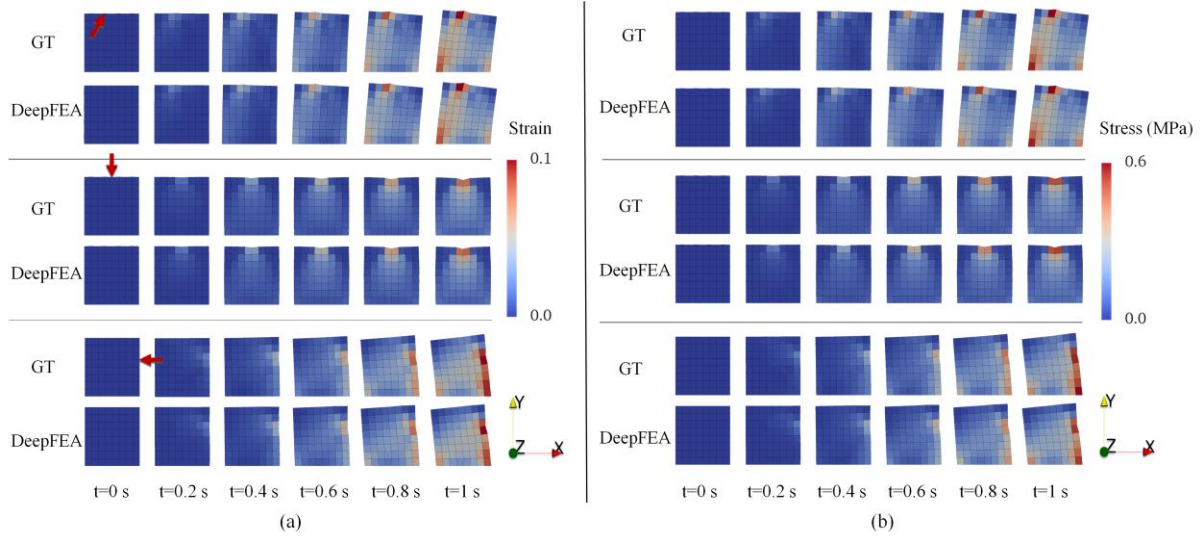 GT
DeepFEA
Strain
0.1
GT
DeepFEA
0.0
GT
DeepFEA
Y
Z
X
t=0 s
t=0.2 s
t=0.4 s
t=0.6 s
t=0.8 s
t=1 s
(a)
GT
DeepFEA
Stress (MPa)
0.6
GT
DeepFEA
0.0
GT
DeepFEA
Y
Z
X
t=0 s
t=0.2 s
t=0.4 s
t=0.6 s
t=0.8 s
t=1 s
(b)